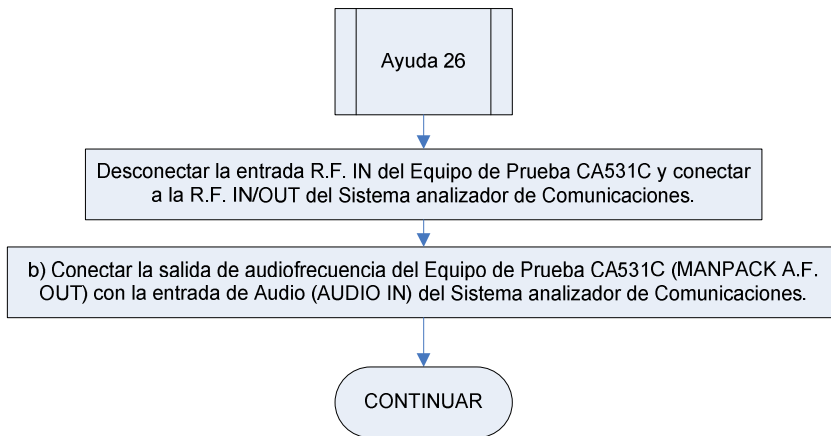 Ayuda 26
Desconectar la entrada R.F. IN del Equipo de Prueba CA531C y conectar
a la R.F. IN/OUT del Sistema analizador de Comunicaciones.
b) Conectar la salida de audiofrecuencia del Equipo de Prueba CA531C (MANPACK A.F.
OUT) con la entrada de Audio (AUDIO IN) del Sistema analizador de Comunicaciones.
CONTINUAR